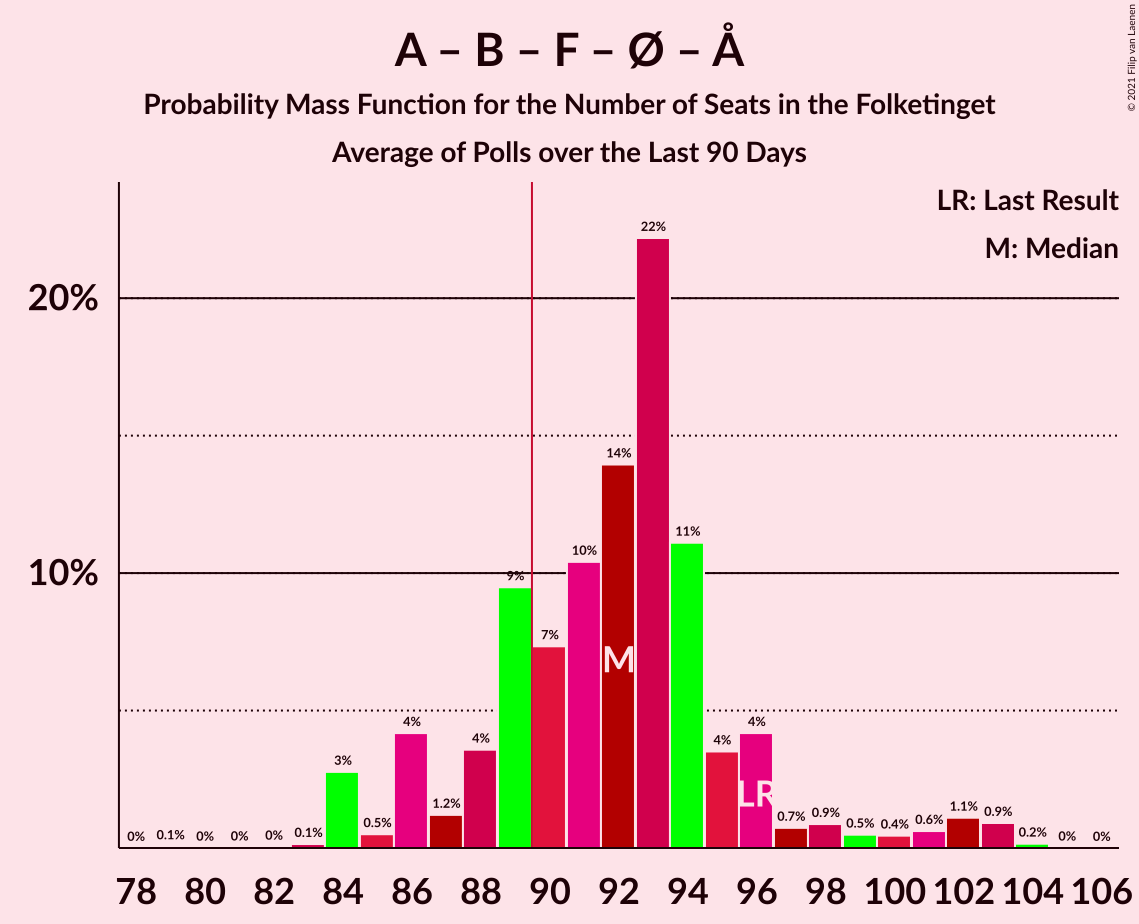 A – B – F – Ø – Å
Probability Mass Function for the Number of Seats in the Folketinget
Average of Polls over the Last 90 Days
© 2021 Filip van Laenen
LR: Last Result
M: Median
20%
10%
0% 0.1% 0% 0% 0% 0.1% 3% 0.5% 4% 1.2% 4% 9% 7% 10% 14% 22% 11% 4% 4% 0.7% 0.9% 0.5% 0.4% 0.6% 1.1% 0.9% 0.2% 0% 0%
M
LR
78 80 82 84 86 88 90 92 94 96 98 100 102 104 106